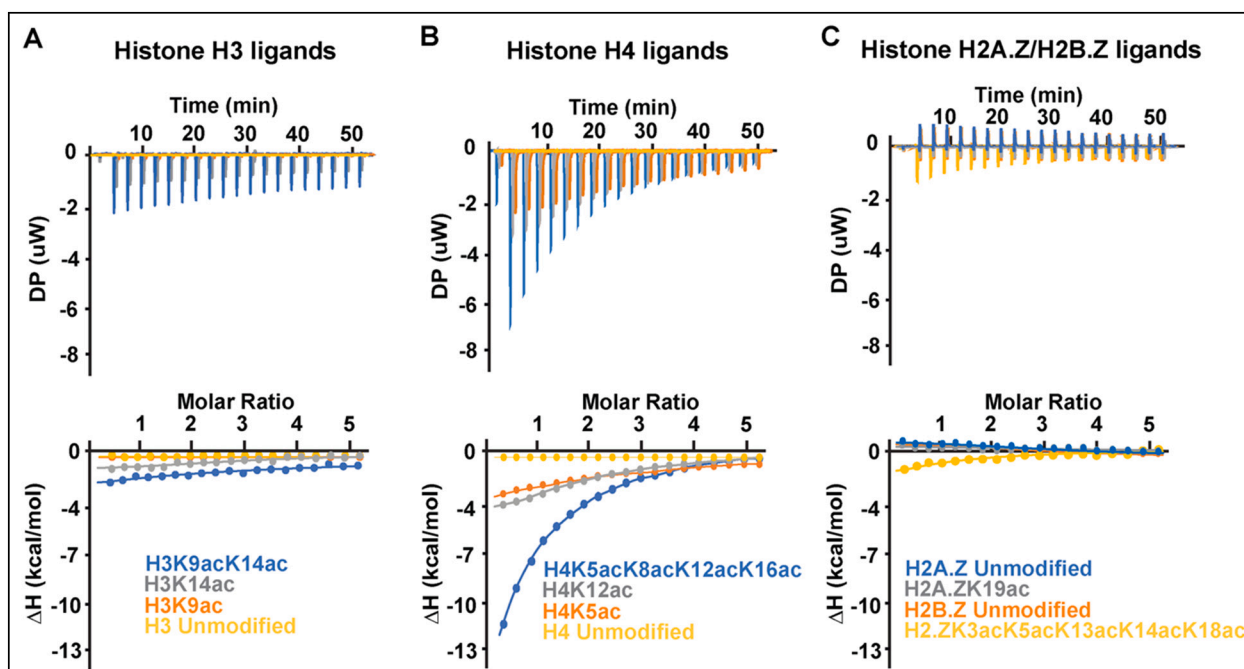 A
Histone H3 ligands
Time (min)
10 20 30 40 50
0
-2
-4
-6
-8
DP (uW)
Molar Ratio
1 2 3 4 5
0
-4
-7
-10
-13
ΔH (kcal/mol)
H3K9acK14ac
H3K14ac
H3K9ac
H3 Unmodified
B
Histone H4 ligands
Time (min)
10 20 30 40 50
0
-2
-4
-6
-8
DP (uW)
Molar Ratio
1 2 3 4 5
0
-4
-7
-10
-13
ΔH (kcal/mol)
H4K5acK8acK12acK16ac
H4K12ac
H4K5ac
H4 Unmodified
C
Histone H2A.Z/H2B.Z ligands
Time (min)
10 20 30 40 50
0
-2
-4
-6
-8
DP (uW)
Molar Ratio
1 2 3 4 5
0
-4
-7
-10
-13
ΔH (kcal/mol)
H2A.Z Unmodified
H2A.ZK19ac
H2B.Z Unmodified
H2.ZK3acK5acK13acK14acK18ac